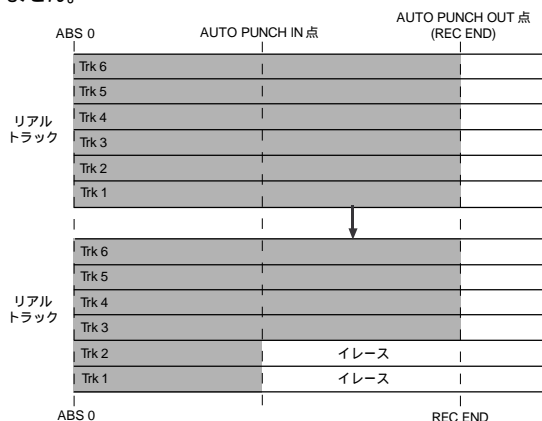 ません。
AUTO PUNCH OUT 点
ABS 0 AUTO PUNCH IN 点 (REC END)
Trk 6
Trk 5
Trk 4
Trk 3
Trk 2
Trk 1
リアル
トラック
Trk 6
Trk 5
Trk 4
Trk 3
Trk 2 イレース
Trk 1 イレース
リアル
トラック
ABS 0 REC END